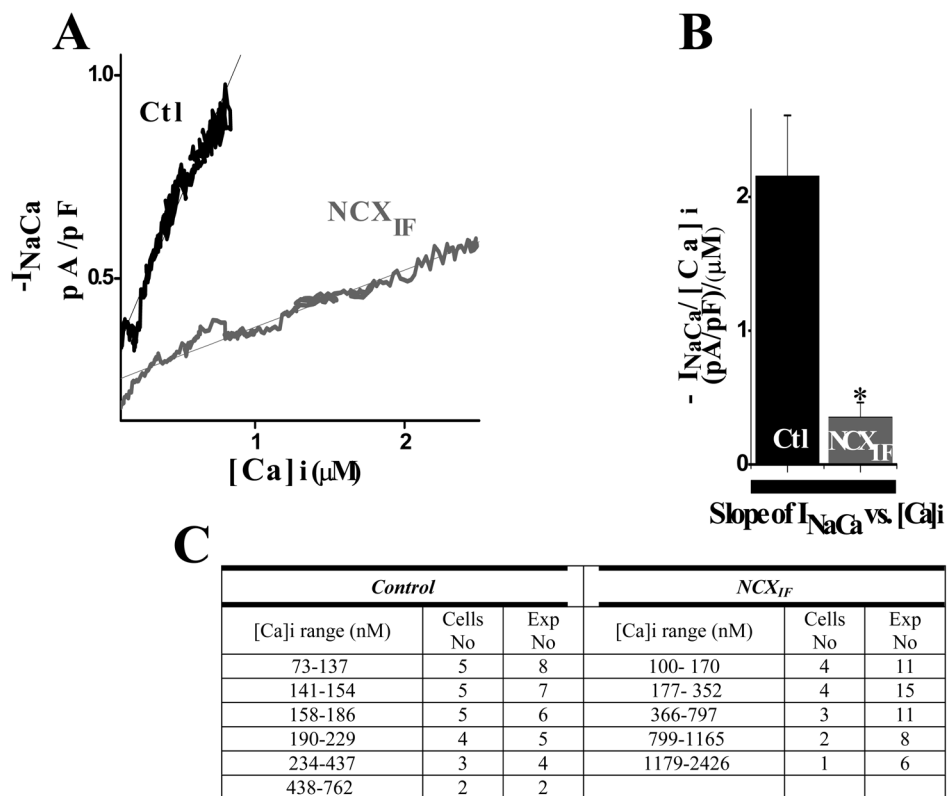 A
B
1.0
Ctl
NCXIF
0.5
-INaCa
pA/pF
1
2
[Ca]i (μM)
2
1
0
- INaCa/[Ca]i
(pA/pF)/(μM)
*
Ctl
NCXIF
Slope of INaCa vs. [Ca]i
C
Control NCXIF
[Ca]i range (nM) Cells No Exp No [Ca]i range (nM) Cells No Exp No
73-137 5 8 100- 170 4 11
141-154 5 7 177- 352 4 15
158-186 5 6 366-797 3 11
190-229 4 5 799-1165 2 8
234-437 3 4 1179-2426 1 6
438-762 2 2